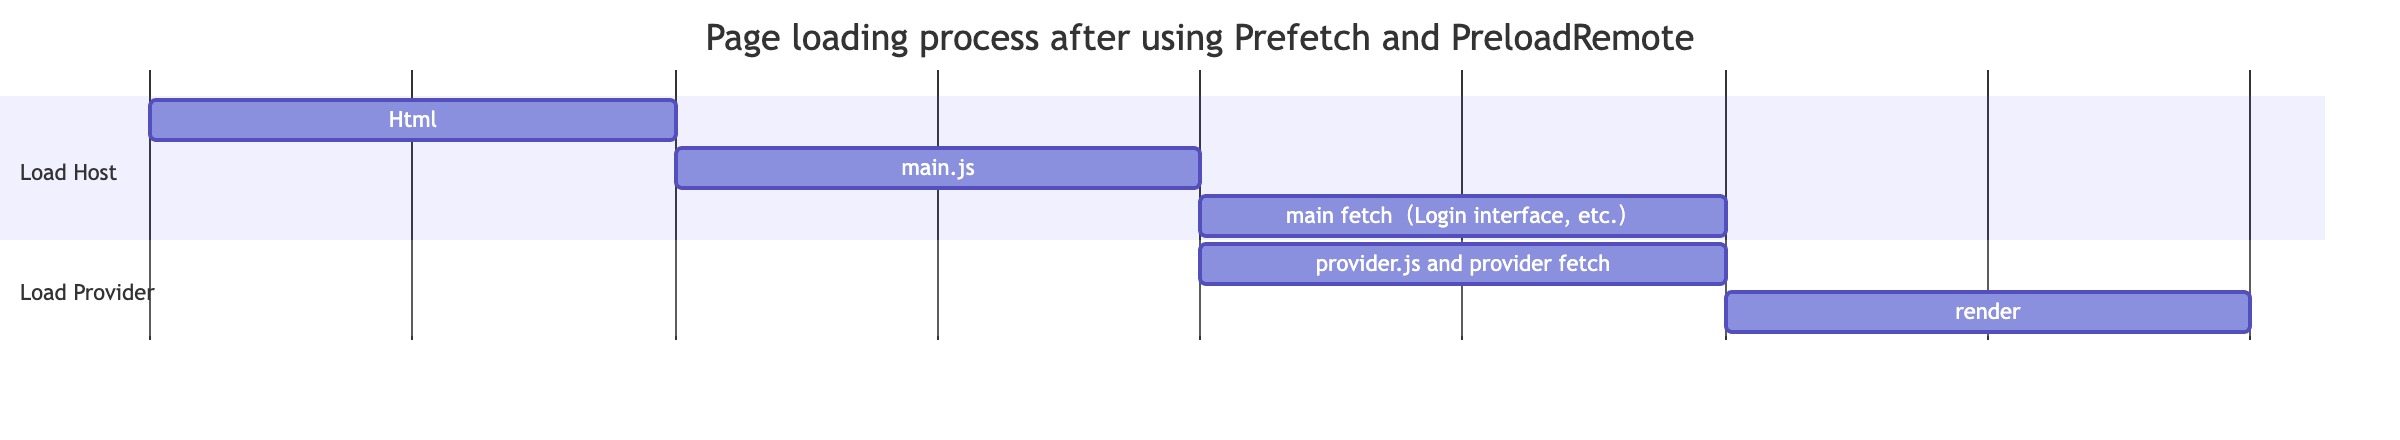 Page loading process after using Prefetch and PreloadRemote
Html
Load Host
main.js
main fetch（Login interface, etc.）
provider.js and provider fetch
Load Provider
render